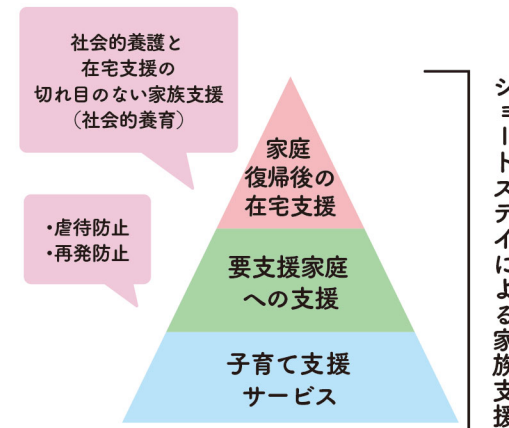 社会的養護と
在宅支援の
切れ目のない家族支援
（社会的養育）
家庭
復帰後の
在宅支援
・虐待防止
・再発防止
要支援家庭
への支援
子育て支援
サービス
ショートステイによる家族支援